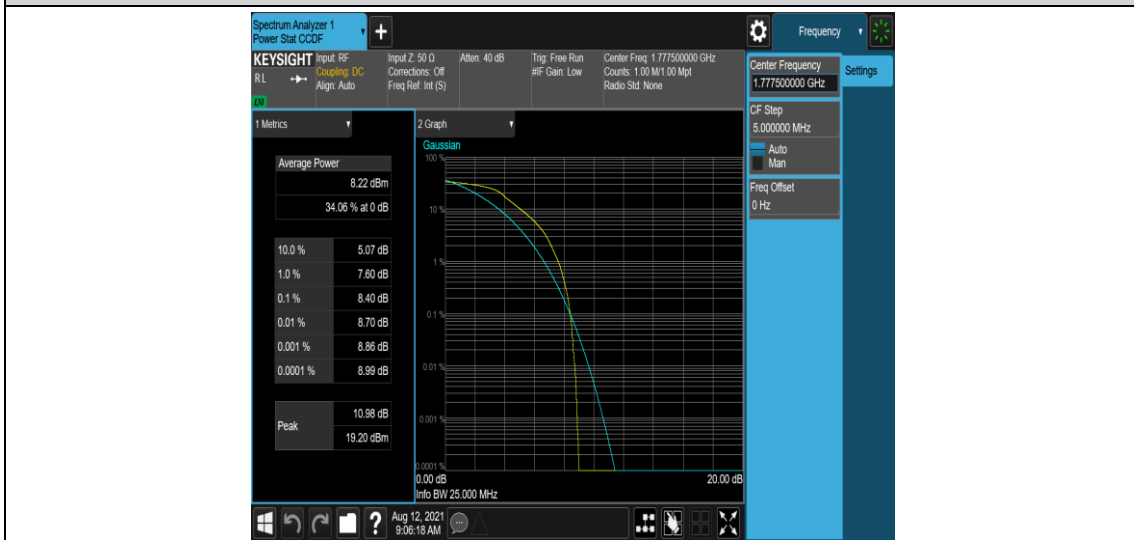 Spectrum Analyzer 1
Power Stat CCDF
+
Frequency
KEYSIGHT
RL
LXI
Input: RF
Coupling: DC
Align: Auto
Input Z: 50 Ω
Corrections: Off
Freq Ref: Int (S)
Atten: 40 dB
Trig: Free Run
#IF Gain: Low
Center Freq: 1.777500000 GHz
Counts: 1.00 M/1.00 Mpt
Radio Std: None
Center Frequency
1.777500000 GHz
Settings
CF Step
5.000000 MHz
Auto
Man
Freq Offset
0 Hz
1 Metrics
Average Power
8.22 dBm
34.06 % at 0 dB
10.0 % 5.07 dB
1.0 % 7.60 dB
0.1 % 8.40 dB
0.01 % 8.70 dB
0.001 % 8.86 dB
0.0001 % 8.99 dB
Peak
10.98 dB
19.20 dBm
2 Graph
Gaussian
100 %
10 %
1 %
0.1 %
0.01 %
0.001 %
0.0001 %
0.00 dB 20.00 dB
Info BW 25.000 MHz
?
Aug 12, 2021
9:06:18 AM